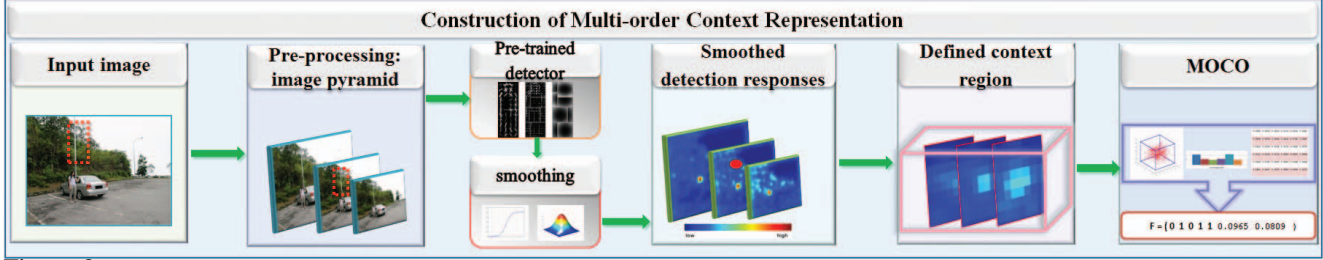 Construction of Multi-order Context Representation
Input image
Pre-processing:
image pyramid
Pre-trained
detector
smoothing
Smoothed
detection responses
low
high
Defined context
region
MOCO
F = [0 1 0 1 1 0.0965 0.0809 )